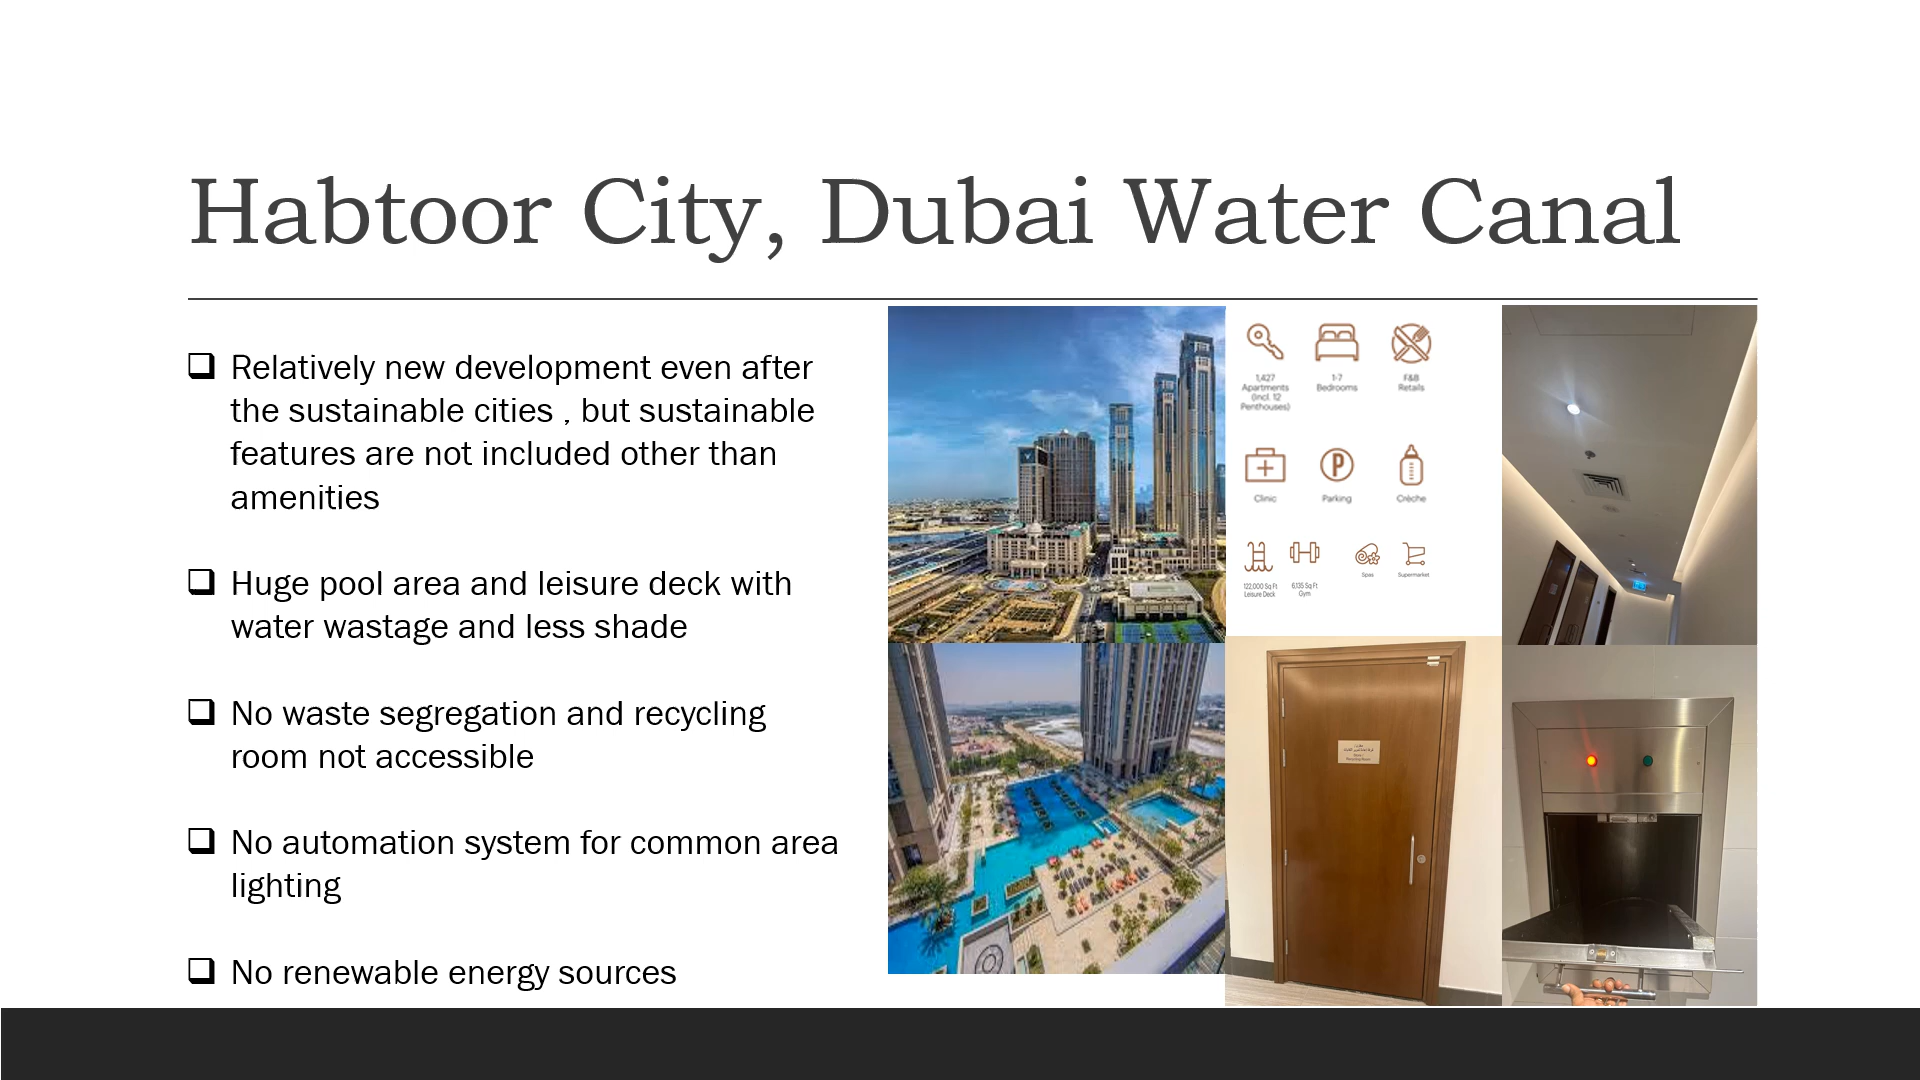 Habtoor City, Dubai Water Canal
Relatively new development even after
the sustainable cities , but sustainable
features are not included other than
amenities
Huge pool area and leisure deck with
water wastage and less shade
No waste segregation and recycling
room not accessible
No automation system for common area
lighting
No renewable energy sources
1,427
Apartments
(Incl. 12
Penthouses)
1-7
Bedrooms
F&B
Retails
Clinic
Parking
Crèche
122,000 Sq Ft
Leisure Deck
6,135 Sq Ft
Gym
Spas
Supermarket
Recycling Room